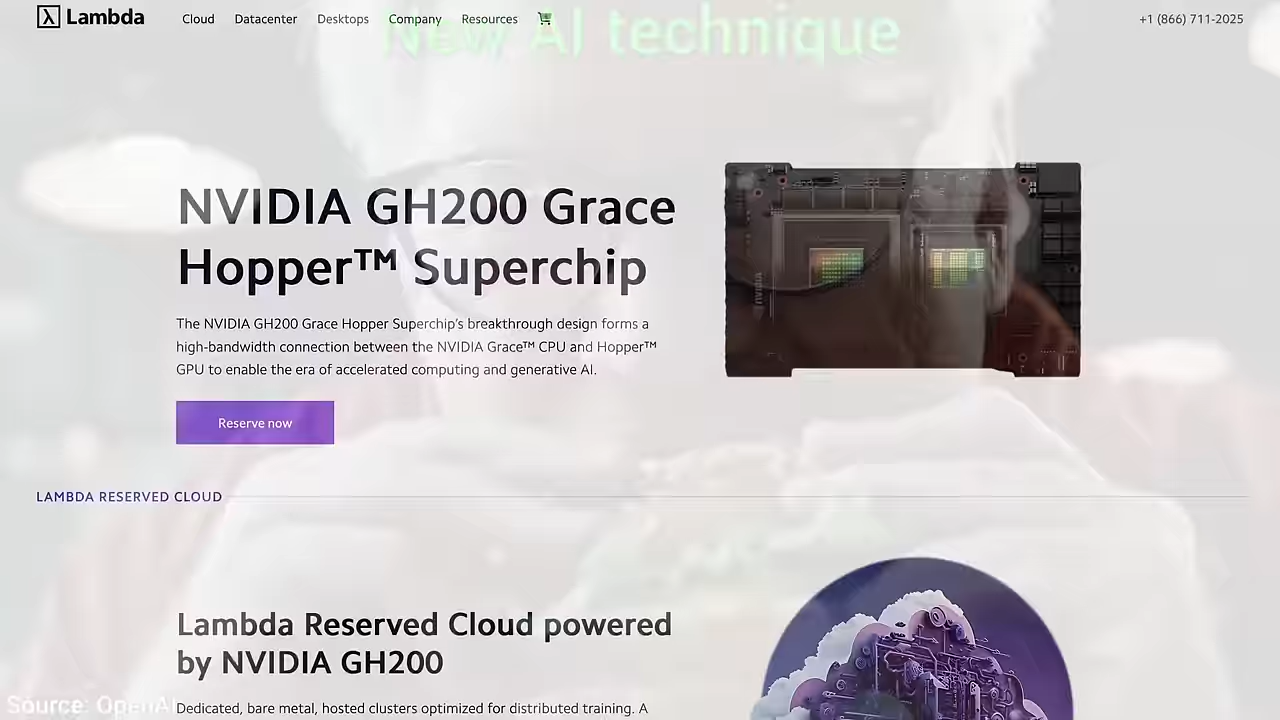 Lambda Cloud Datacenter Desktops Company Resources +1 (866) 711-2025
New AI technique
NVIDIA GH200 Grace
Hopper™ Superchip
The NVIDIA GH200 Grace Hopper Superchip's breakthrough design forms a
high-bandwidth connection between the NVIDIA Grace™ CPU and Hopper™
GPU to enable the era of accelerated computing and generative AI.
Reserve now
LAMBDA RESERVED CLOUD
Lambda Reserved Cloud powered
by NVIDIA GH200
Dedicated, bare metal, hosted clusters optimized for distributed training. A
Source: OpenAI